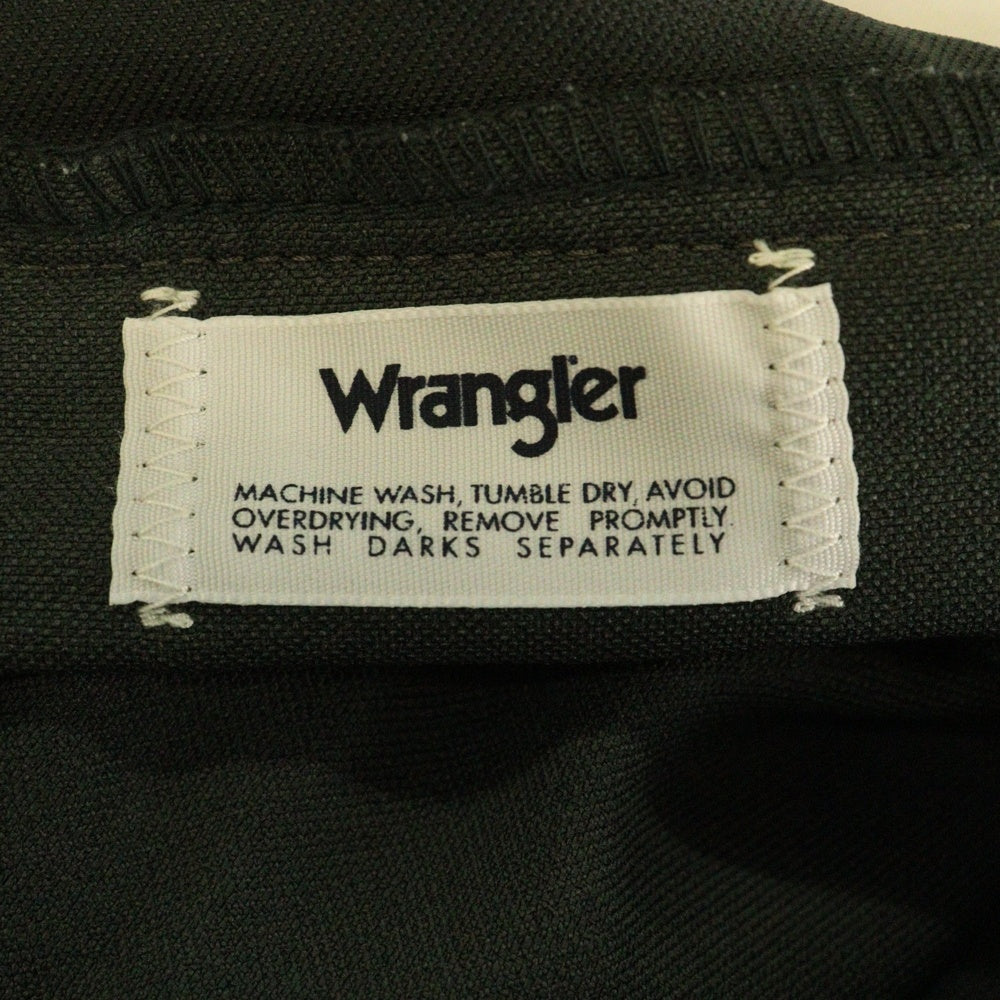 Wrangler
MACHINE WASH, TUMBLE DRY, AVOID
OVERDRYING, REMOVE PROMPTLY.
WASH DARKS SEPARATELY